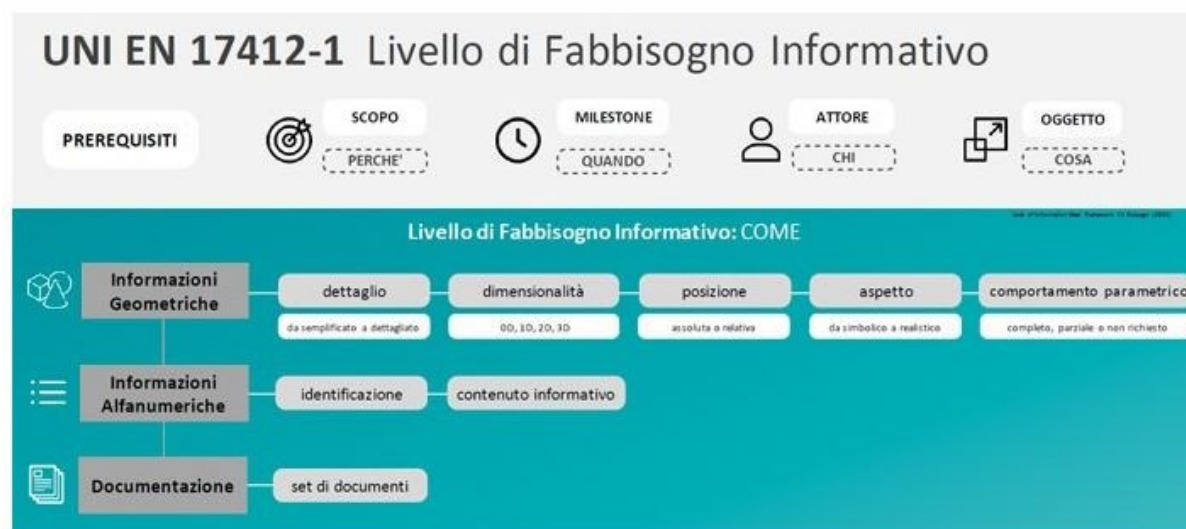 UNI EN 17412-1 Livello di Fabbisogno Informativo
PREREQUISITI
SCOPO
PERCHE'
MILESTONE
QUANDO
ATTORE
CHI
OGGETTO
COSA
Livello di Fabbisogno Informativo: COME
Informazioni
Geometriche
dettaglio
da semplificato a dettagliato
dimensionalità
0D, 1D, 2D, 3D
posizione
assoluta o relativa
aspetto
da simbolico a realistico
comportamento parametrico
completo, parziale o non richiesto
Informazioni
Alfanumeriche
identificazione
contenuto informativo
Documentazione
set di documenti